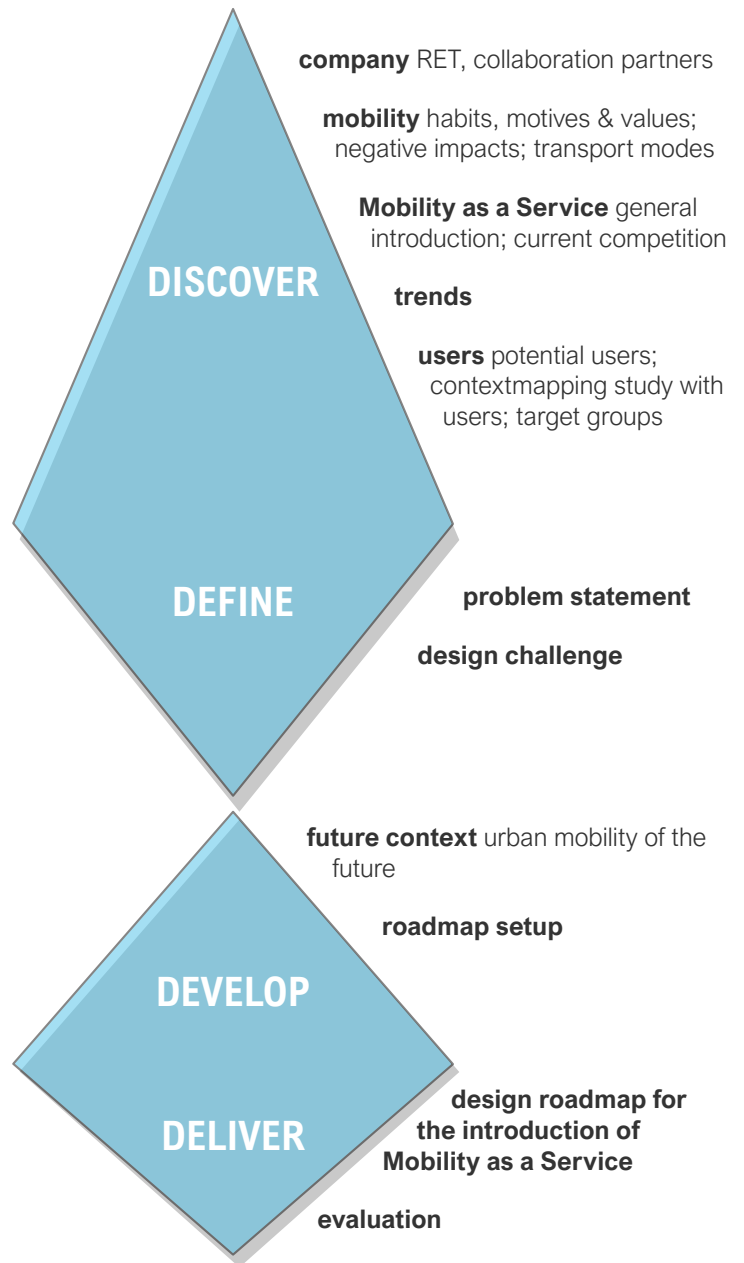 company RET, collaboration partners
mobility habits, motives & values;
negative impacts; transport modes
Mobility as a Service general
introduction; current competition
DISCOVER
trends
users potential users;
contextmapping study with
users; target groups
DEFINE
problem statement
design challenge
future context urban mobility of the
future
roadmap setup
DEVELOP
design roadmap for
the introduction of
Mobility as a Service
DELIVER
evaluation